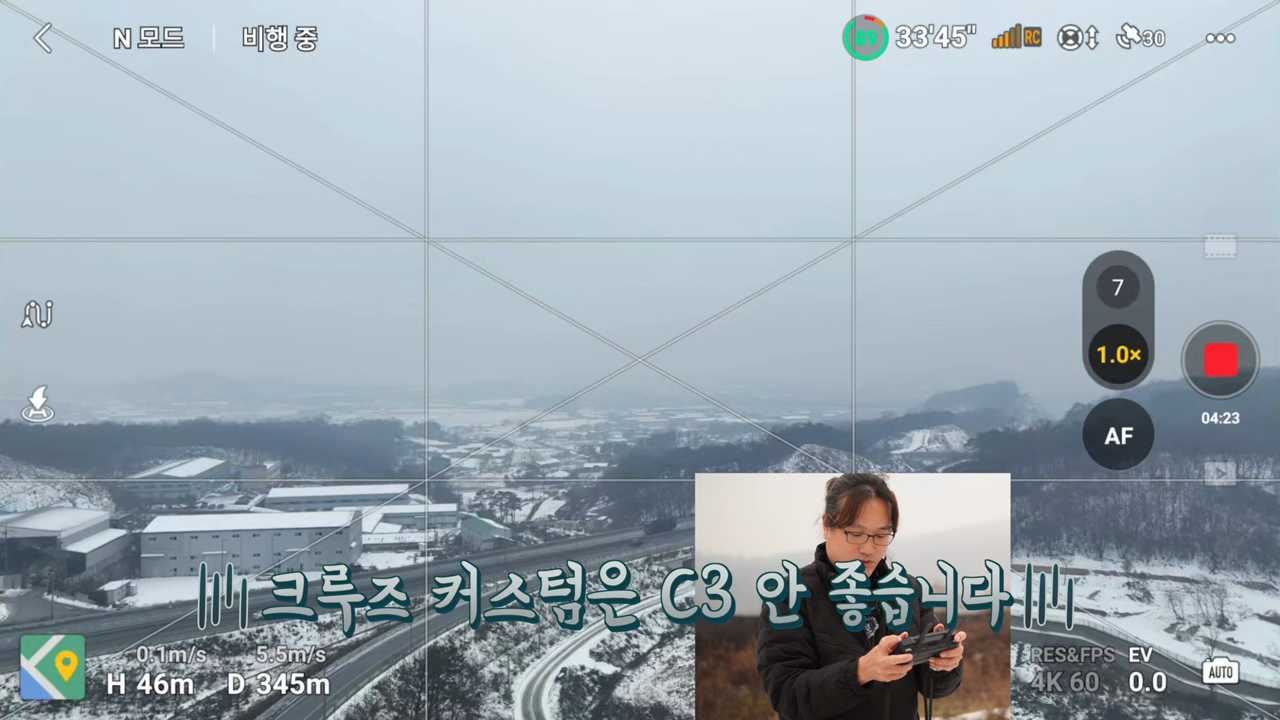 N 모드
비행 중
89
33'45"
RC
30
7
1.0×
04:23
AF
크루즈 커스텀은 C3 안 좋습니다
0.1m/s 5.5m/s
H 46m D 345m
RES&FPS EV
4K 60 0.0
AUTO